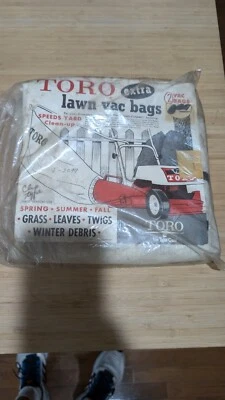 TORO extra
lawn vac bags
SPEEDS YARD
Clean-up
TORO
TORO
TORO
SPRING • SUMMER • FALL
• GRASS • LEAVES • TWIGS
• WINTER DEBRIS •